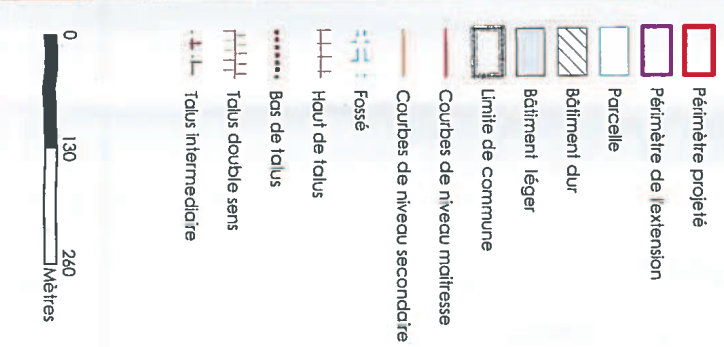 Périmètre projeté
Périmètre de l'extension
Parcelle
Bâtiment dur
Bâtiment léger
Limite de commune
Courbes de niveau maitresse
Courbes de niveau secondaire
Fossé
Haut de talus
Bas de talus
Talus double sens
Talus intermediaire
0 130 260
Mètres